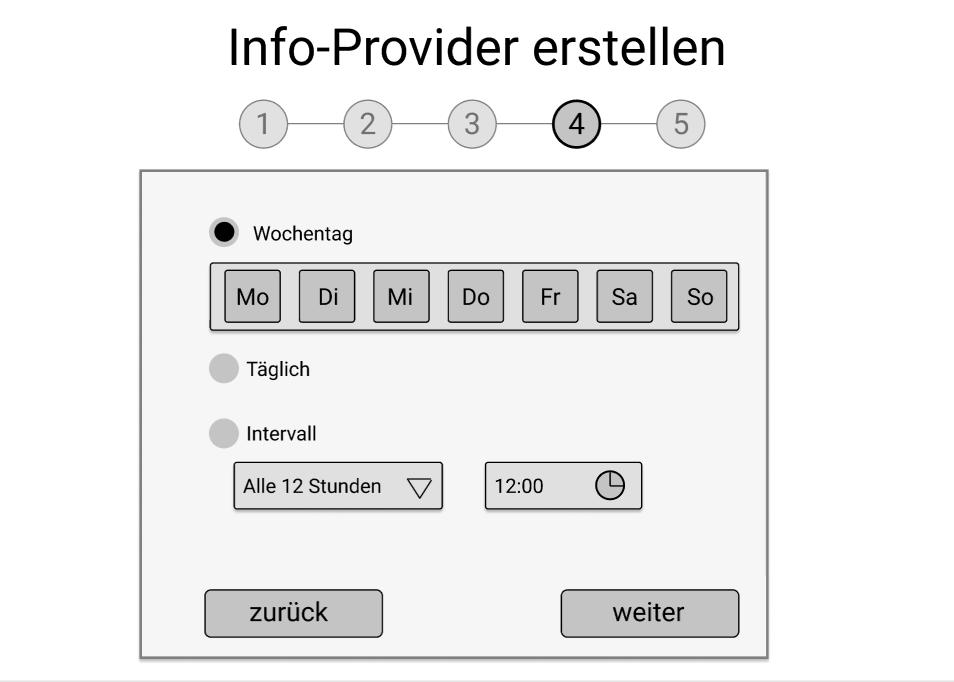 Info-Provider erstellen
1 2 3 4 5
Wochentag
Mo Di Mi Do Fr Sa So
Täglich
Intervall
Alle 12 Stunden 12:00
zurück weiter